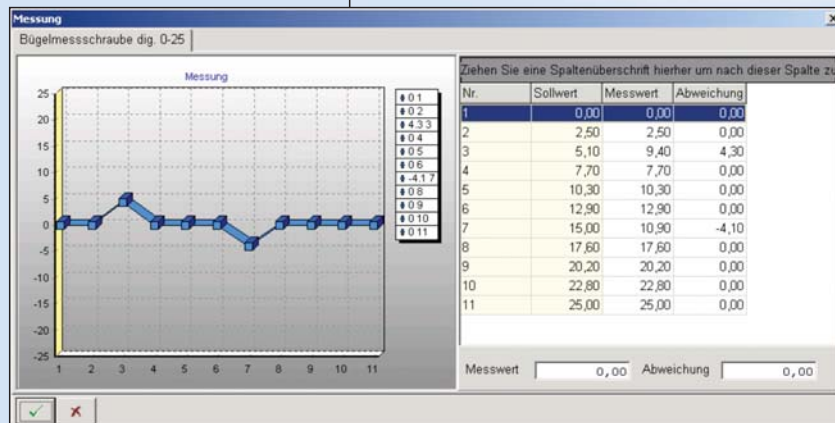 Messung
Bügelmessschraube dig. 0-25
Messung
25
20
15
10
5
0
-5
-10
-15
-20
-25
1 2 3 4 5 6 7 8 9 10 11
0 1
0 2
4.3 3
0 4
0 5
0 6
-4.1 7
0 8
0 9
0 10
0 11
Ziehen Sie eine Spaltenüberschrift hierher um nach dieser Spalte zu
Nr. Sollwert Messwert Abweichung
1 0,00 0,00 0,00
2 2,50 2,50 0,00
3 5,10 9,40 4,30
4 7,70 7,70 0,00
5 10,30 10,30 0,00
6 12,90 12,90 0,00
7 15,00 10,90 -4,10
8 17,60 17,60 0,00
9 20,20 20,20 0,00
10 22,80 22,80 0,00
11 25,00 25,00 0,00
Messwert 0,00 Abweichung 0,00